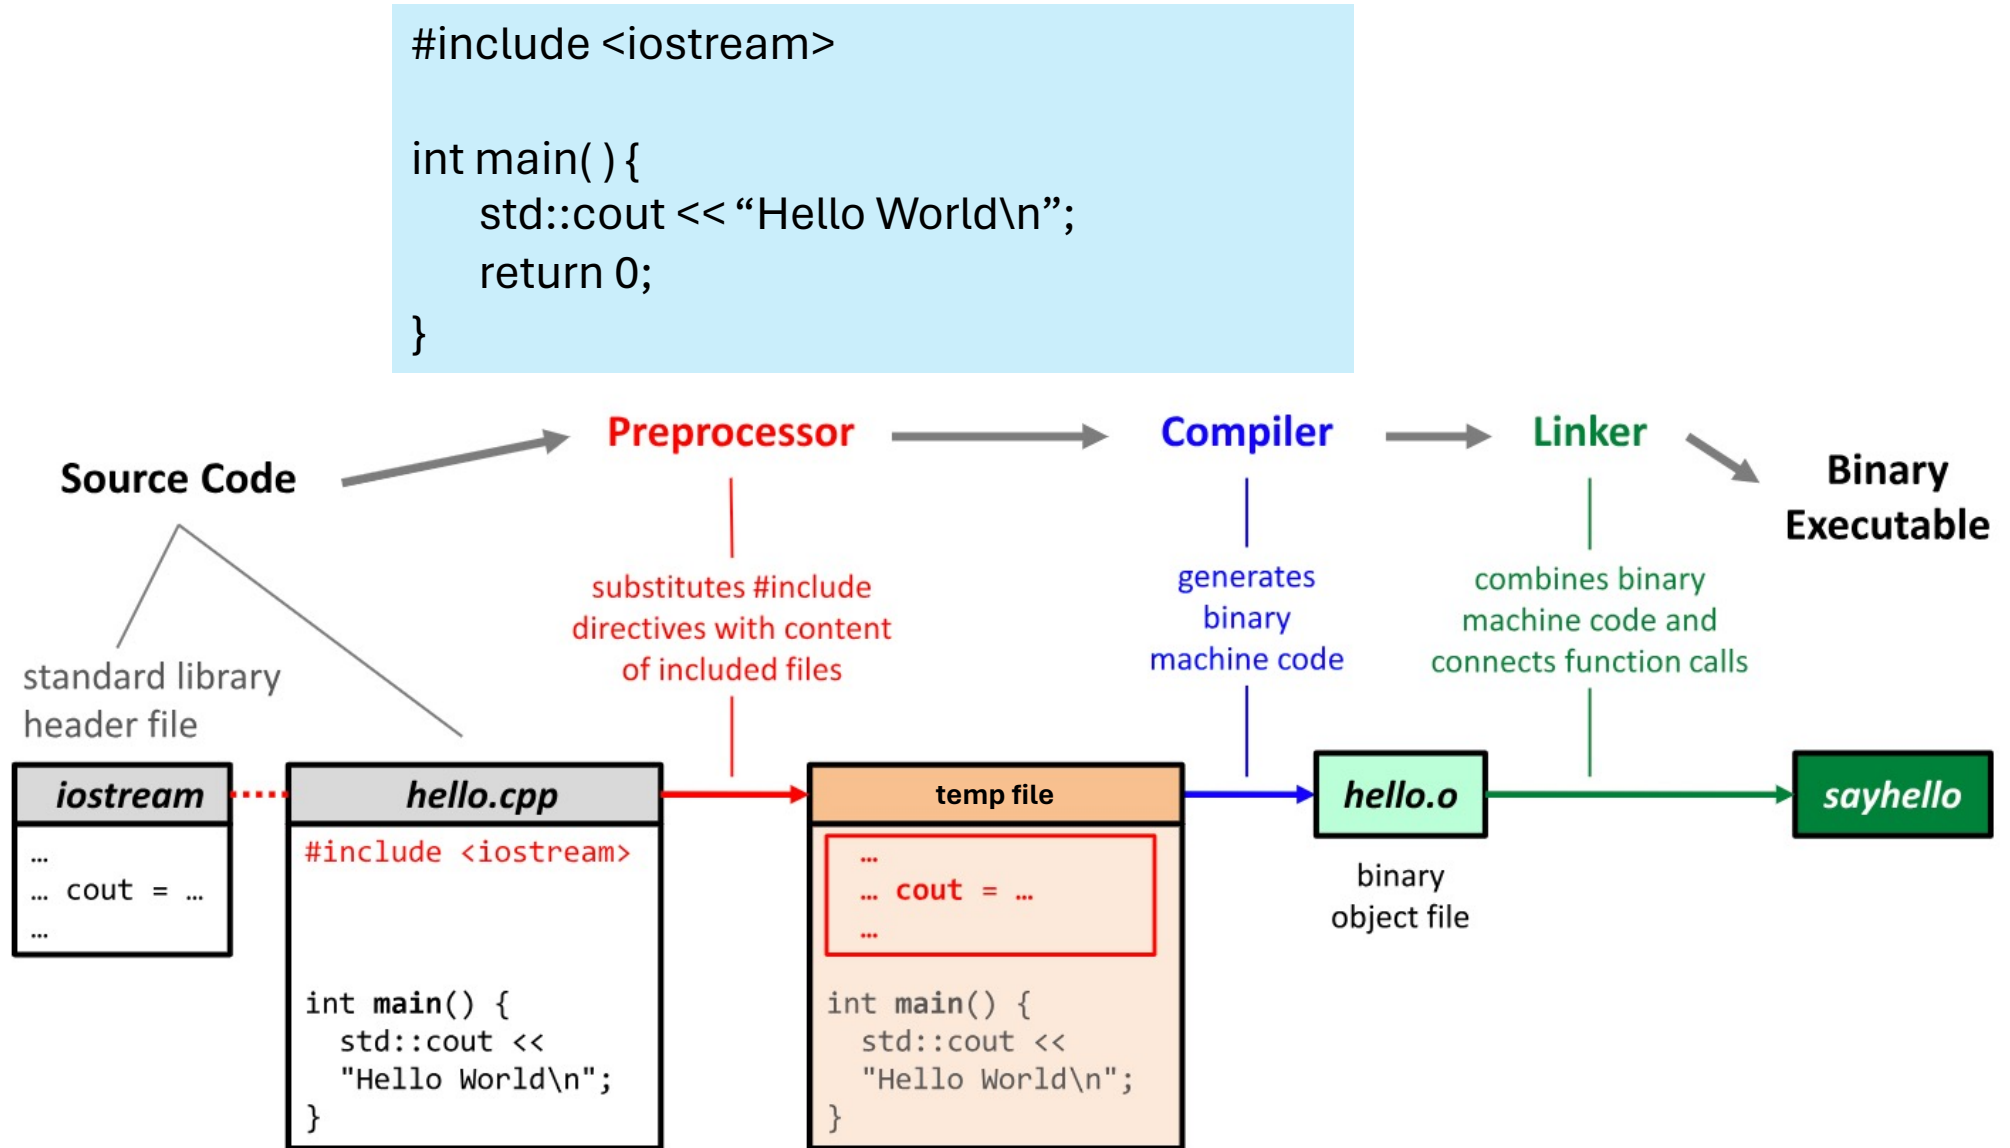 #include <iostream>
int main( ) {
std::cout << “Hello World\n”;
return 0;
}
Source Code
Preprocessor
Compiler
Linker
Binary
Executable
substitutes #include
directives with content
of included files
generates
binary
machine code
combines binary
machine code and
connects function calls
standard library
header file
iostream
…
… cout = …
…
hello.cpp
#include <iostream>
int main() {
std::cout <<
"Hello World\n";
}
temp file
…
… cout = …
…
int main() {
std::cout <<
"Hello World\n";
}
hello.o
binary
object file
sayhello